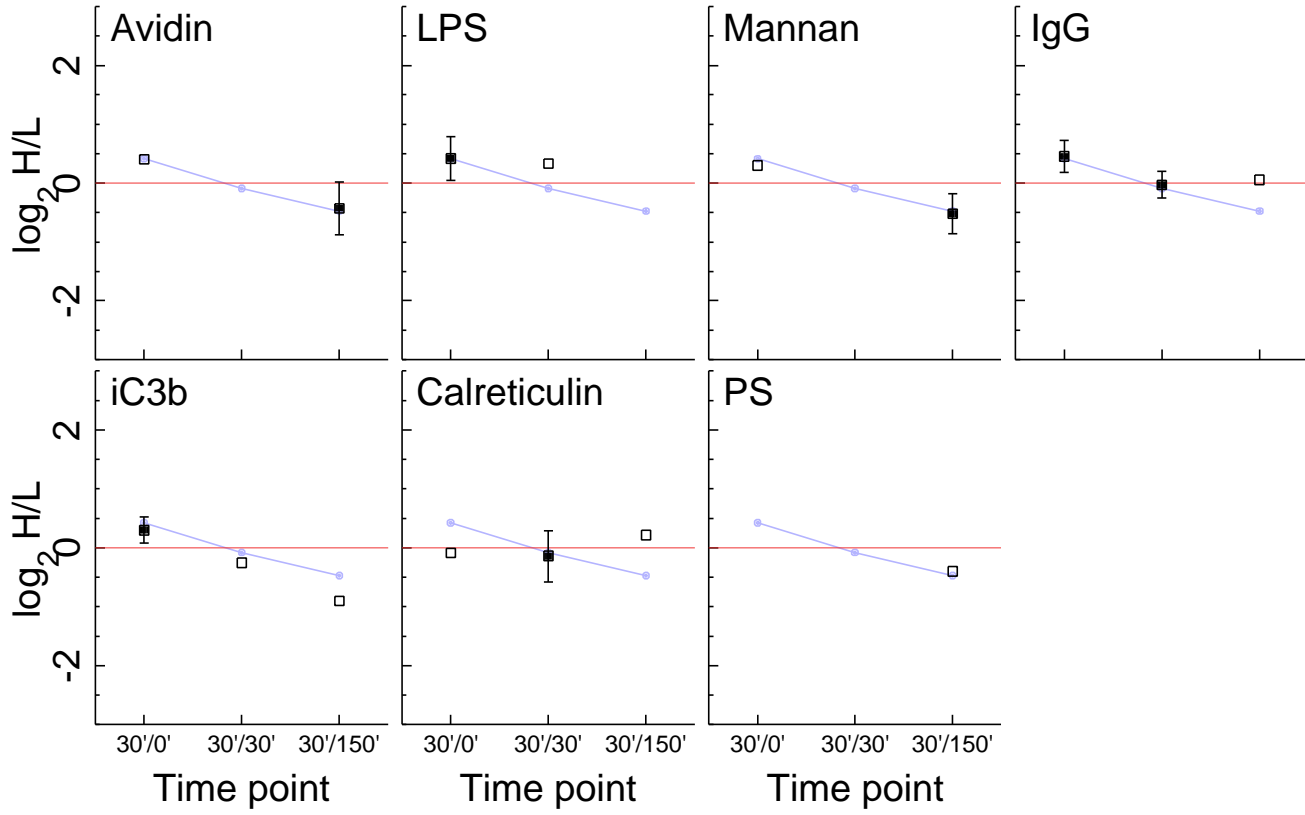 Avidin LPS Mannan IgG
2
0
-2
log2 H/L
iC3b Calreticulin PS
2
0
-2
log2 H/L
30'/0' 30'/30' 30'/150' 30'/0' 30'/30' 30'/150' 30'/0' 30'/30' 30'/150'
Time point Time point Time point